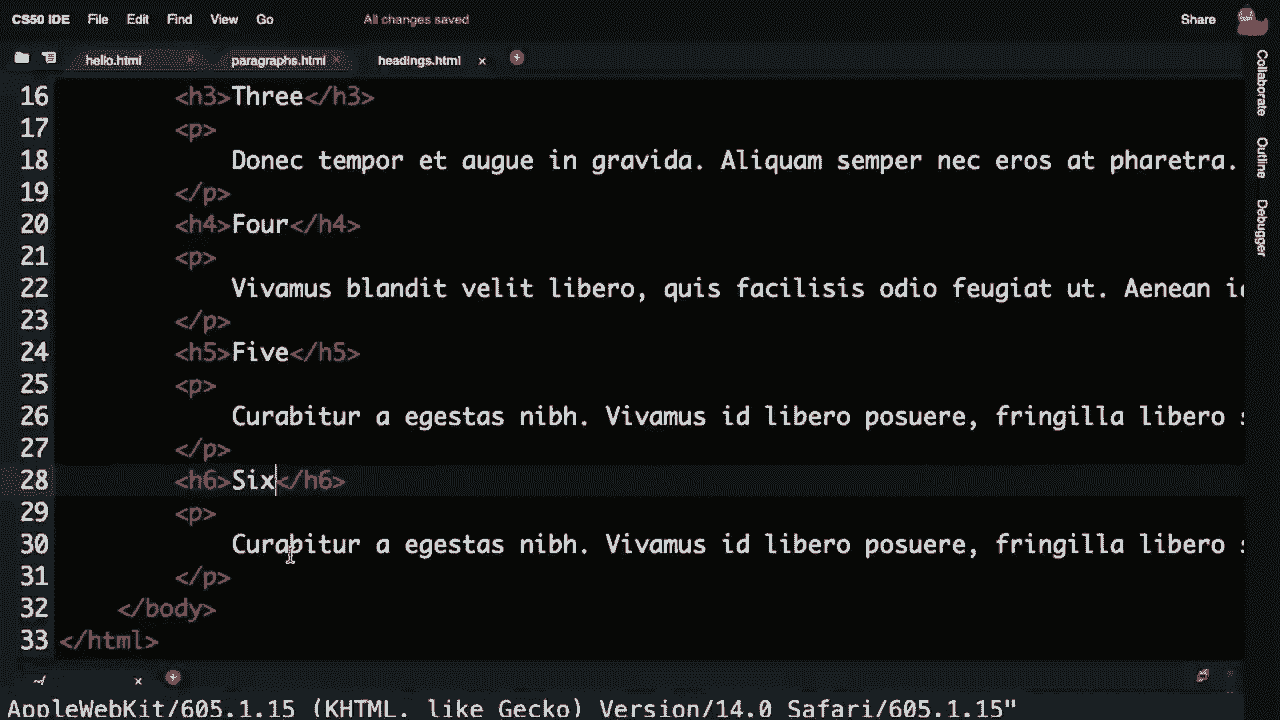 CS50 IDE File Edit Find View Go All changes saved Share
hello.html × paragraphs.html × headings.html × +
Collaborate
Outline
Debugger
16 <h3>Three</h3>
17 <p>
18 Donec tempor et augue in gravida. Aliquam semper nec eros at pharetra.
19 </p>
20 <h4>Four</h4>
21 <p>
22 Vivamus blandit velit libero, quis facilisis odio feugiat ut. Aenean
23 </p>
24 <h5>Five</h5>
25 <p>
26 Curabitur a egestas nibh. Vivamus id libero posuere, fringilla libero
27 </p>
28 <h6>Six</h6>
29 <p>
30 Curabitur a egestas nibh. Vivamus id libero posuere, fringilla libero
31 </p>
32 </body>
33 </html>
~/ × +
AppleWebKit/605.1.15 (KHTML, like Gecko) Version/14.0 Safari/605.1.15"